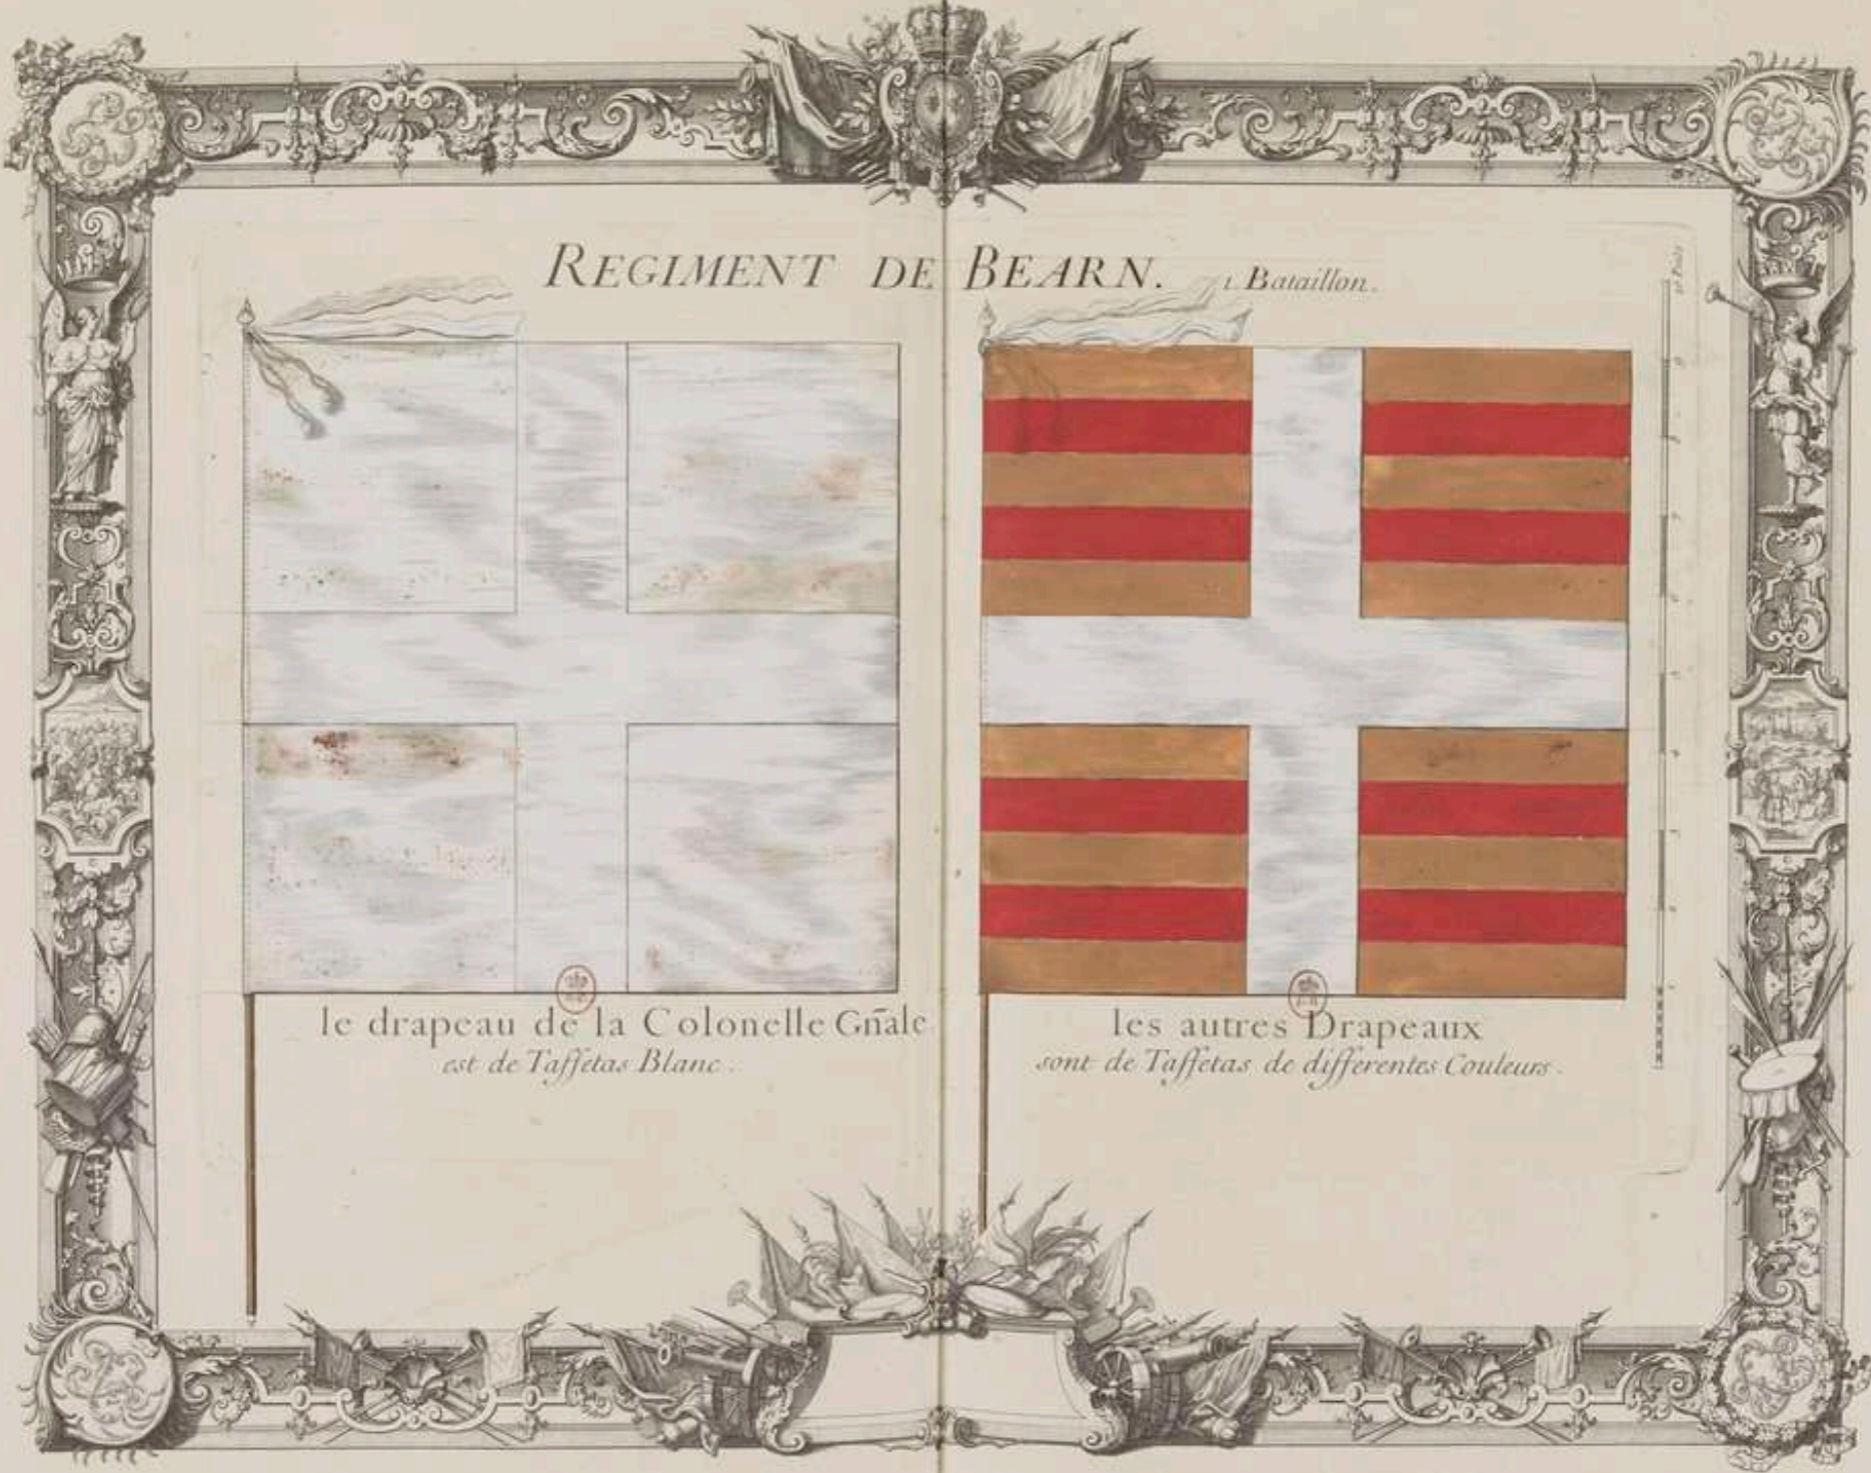 REGIMENT DE BEARN. 1. Bataillon.
le drapeau de la Colonelle Gñale
est de Taffetas Blanc.
les autres Drapeaux
sont de Taffetas de differentes Couleurs.